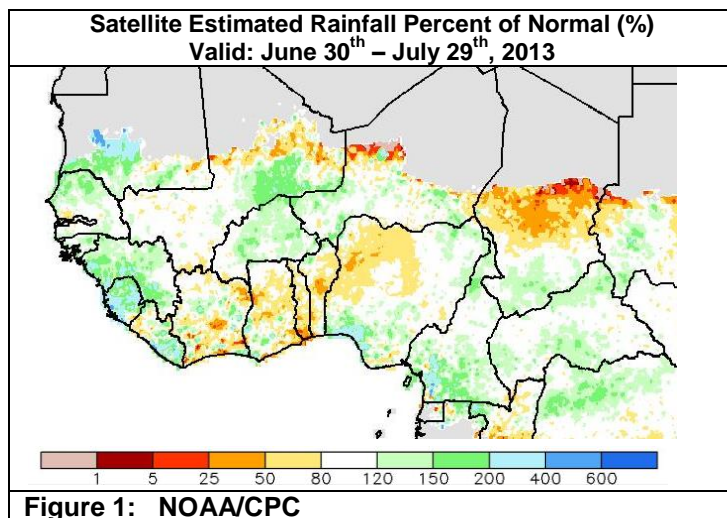 Satellite Estimated Rainfall Percent of Normal (%)
Valid: June 30th – July 29th, 2013
1 5 25 50 80 120 150 200 400 600
Figure 1: NOAA/CPC